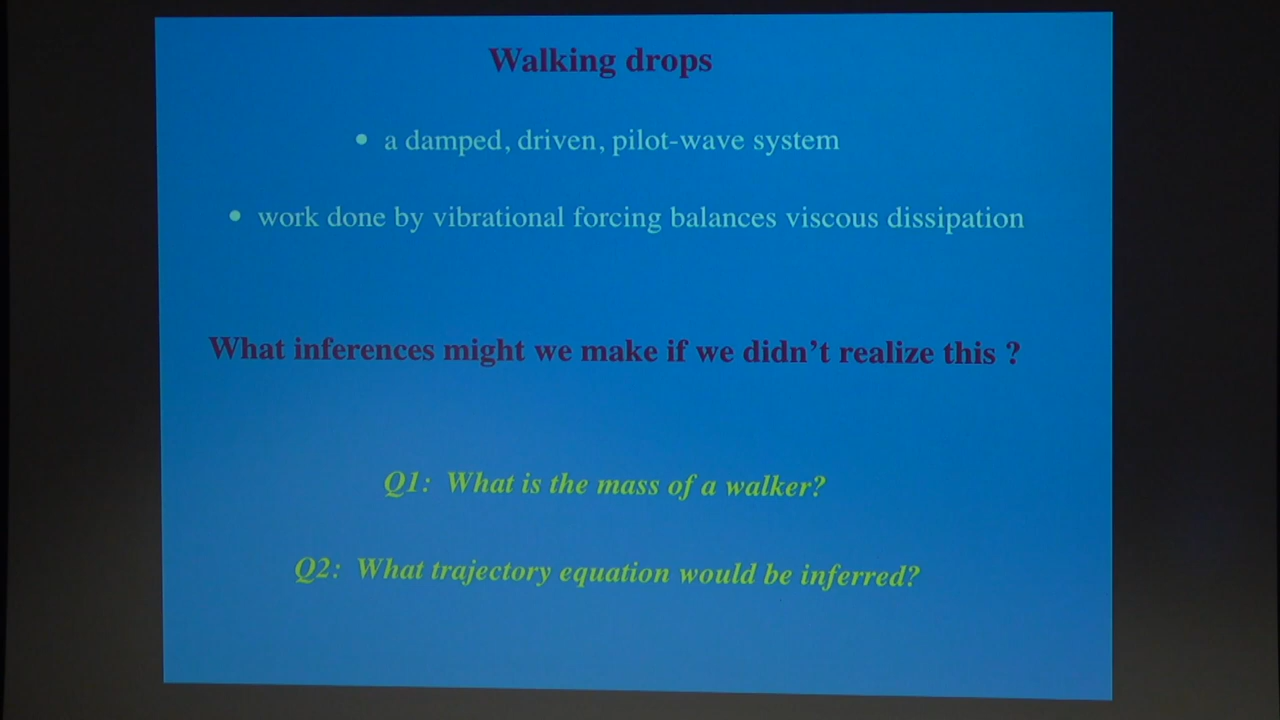 Walking drops
• a damped, driven, pilot-wave system
• work done by vibrational forcing balances viscous dissipation
What inferences might we make if we didn't realize this ?
Q1: What is the mass of a walker?
Q2: What trajectory equation would be inferred?